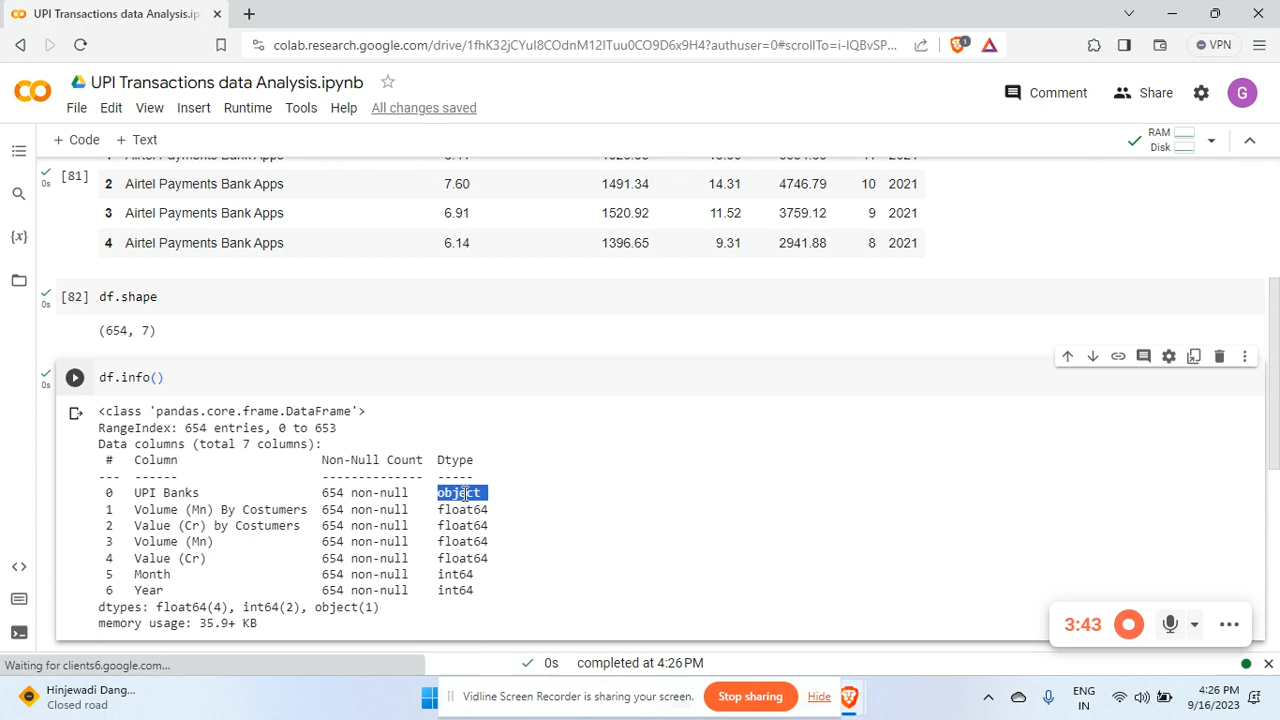 UPI Transactions data Analysis.ip
colab.research.google.com/drive/1fhK32jCYuI8COdnM12ITuu0CO9D6x9H4?authuser=0#scrollTo=i-IQBvSP...
VPN
UPI Transactions data Analysis.ipynb
File Edit View Insert Runtime Tools Help All changes saved
Comment Share G
+ Code + Text
RAM
Disk
[81]
2 Airtel Payments Bank Apps 7.60 1491.34 14.31 4746.79 10 2021
3 Airtel Payments Bank Apps 6.91 1520.92 11.52 3759.12 9 2021
4 Airtel Payments Bank Apps 6.14 1396.65 9.31 2941.88 8 2021
0s
[82] df.shape
0s
(654, 7)
df.info()
0s
<class 'pandas.core.frame.DataFrame'>
RangeIndex: 654 entries, 0 to 653
Data columns (total 7 columns):
# Column Non-Null Count Dtype
--- ------ -------------- -----
0 UPI Banks 654 non-null object
1 Volume (Mn) By Costumers 654 non-null float64
2 Value (Cr) by Costumers 654 non-null float64
3 Volume (Mn) 654 non-null float64
4 Value (Cr) 654 non-null float64
5 Month 654 non-null int64
6 Year 654 non-null int64
dtypes: float64(4), int64(2), object(1)
memory usage: 35.9+ KB
3:43
Waiting for clients6.google.com...
0s completed at 4:26 PM
Hinjewadi Dang...
Closed road
Vidline Screen Recorder is sharing your screen. Stop sharing Hide
ENG
IN
4:26 PM
9/16/2023